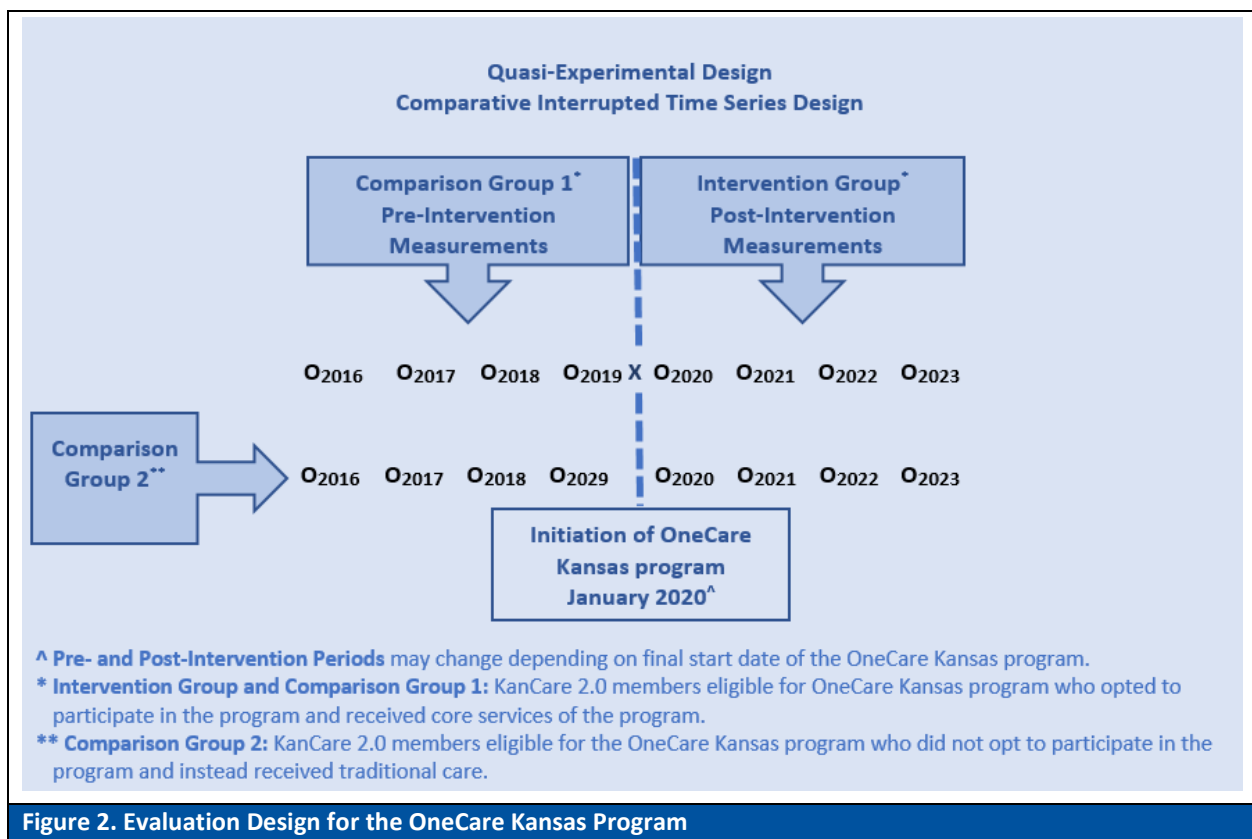 Quasi-Experimental Design
Comparative Interrupted Time Series Design
Comparison Group 1*
Pre-Intervention
Measurements
Intervention Group*
Post-Intervention
Measurements
O2016 O2017 O2018 O2019 X O2020 O2021 O2022 O2023
Comparison
Group 2**
O2016 O2017 O2018 O2029 O2020 O2021 O2022 O2023
Initiation of OneCare
Kansas program
January 2020^
^ Pre- and Post-Intervention Periods may change depending on final start date of the OneCare Kansas program.
* Intervention Group and Comparison Group 1: KanCare 2.0 members eligible for OneCare Kansas program who opted to
participate in the program and received core services of the program.
** Comparison Group 2: KanCare 2.0 members eligible for the OneCare Kansas program who did not opt to participate in the
program and instead received traditional care.
Figure 2. Evaluation Design for the OneCare Kansas Program